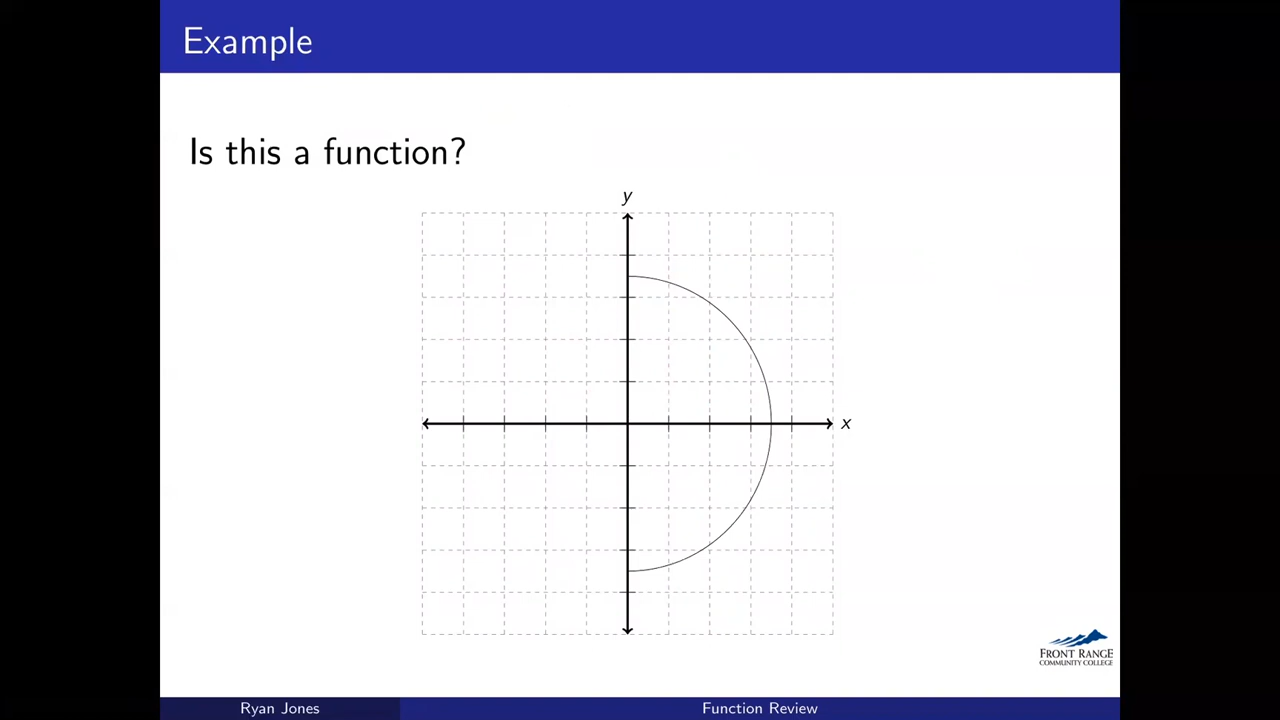 Example
Is this a function?
y
x
FRONT RANGE
COMMUNITY COLLEGE
Ryan Jones
Function Review